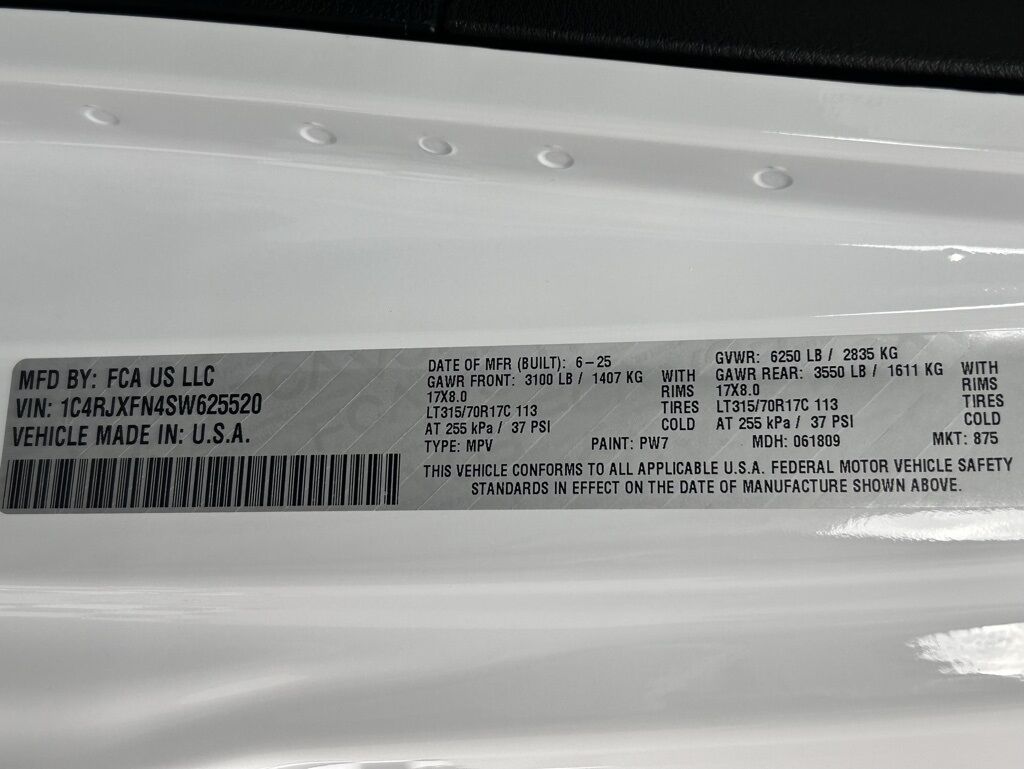 MFD BY: FCA US LLC
VIN: 1C4RJXFN4SW625520
VEHICLE MADE IN: U.S.A.
DATE OF MFR (BUILT): 6-25
GAWR FRONT: 3100 LB / 1407 KG WITH
17X8.0 RIMS
LT315/70R17C 113 TIRES
AT 255 kPa / 37 PSI COLD
GVWR: 6250 LB / 2835 KG
GAWR REAR: 3550 LB / 1611 KG WITH
17X8.0 RIMS
LT315/70R17C 113 TIRES
AT 255 kPa / 37 PSI COLD
TYPE: MPV PAINT: PW7 MDH: 061809 MKT: 875
THIS VEHICLE CONFORMS TO ALL APPLICABLE U.S.A. FEDERAL MOTOR VEHICLE SAFETY
STANDARDS IN EFFECT ON THE DATE OF MANUFACTURE SHOWN ABOVE.